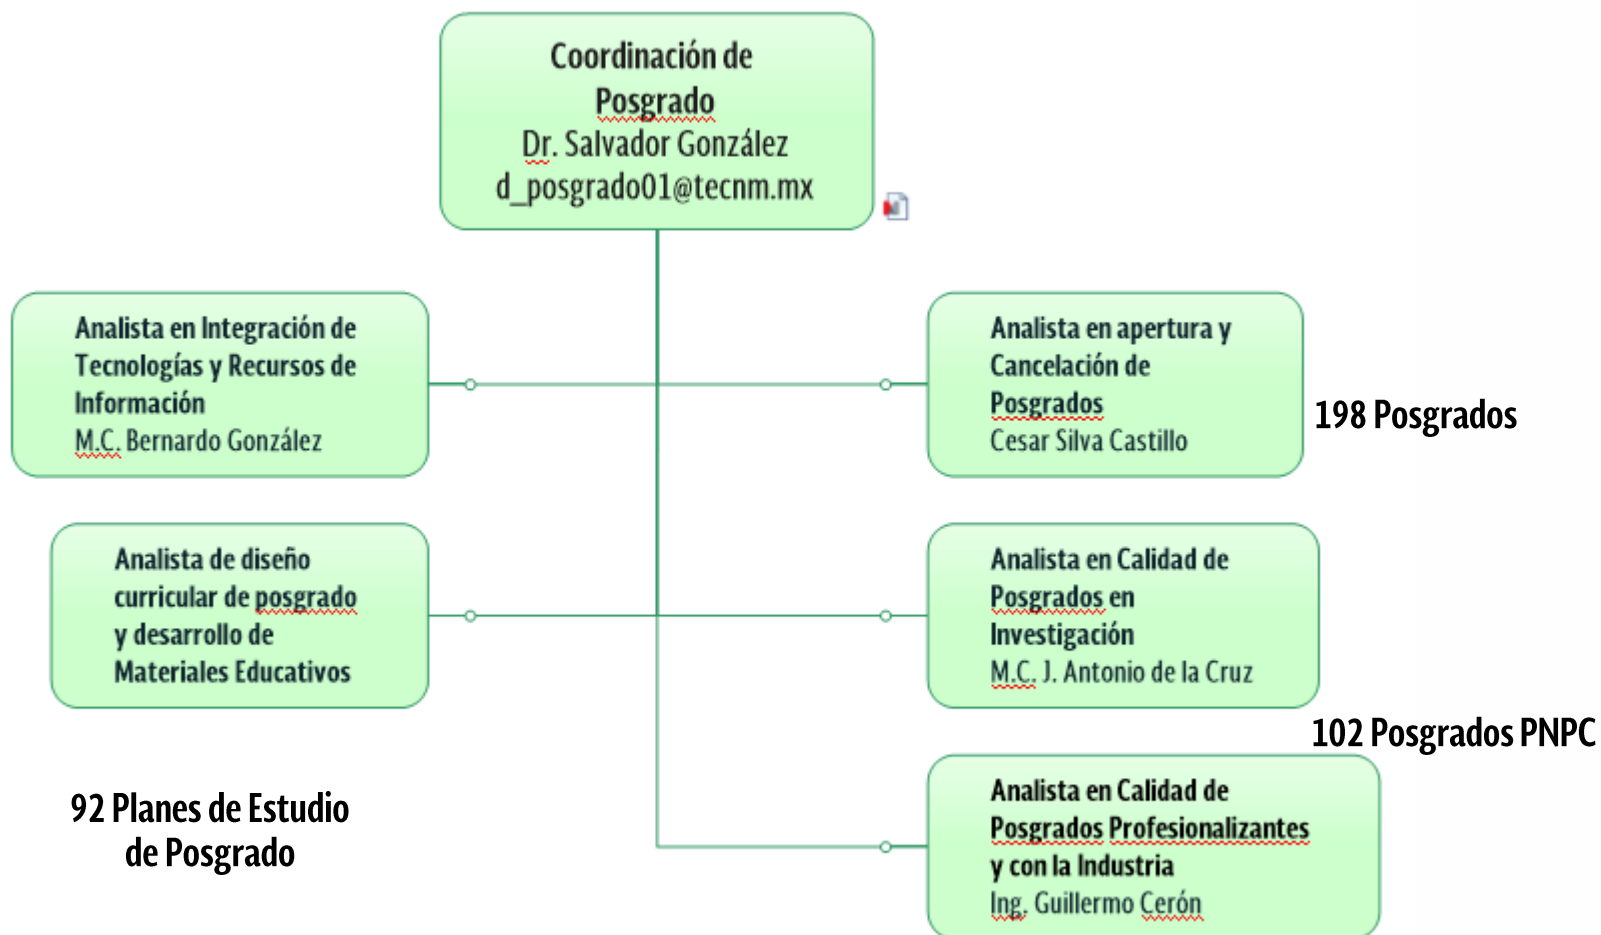 Coordinación de
Posgrado
Dr. Salvador González
d_posgrado01@tecnm.mx
Analista en Integración de
Tecnologías y Recursos de
Información
M.C. Bernardo González
Analista en apertura y
Cancelación de
Posgrados
Cesar Silva Castillo
198 Posgrados
Analista de diseño
curricular de posgrado
y desarrollo de
Materiales Educativos
Analista en Calidad de
Posgrados en
Investigación
M.C. J. Antonio de la Cruz
102 Posgrados PNPC
92 Planes de Estudio
de Posgrado
Analista en Calidad de
Posgrados Profesionalizantes
y con la Industria
Ing. Guillermo Cerón